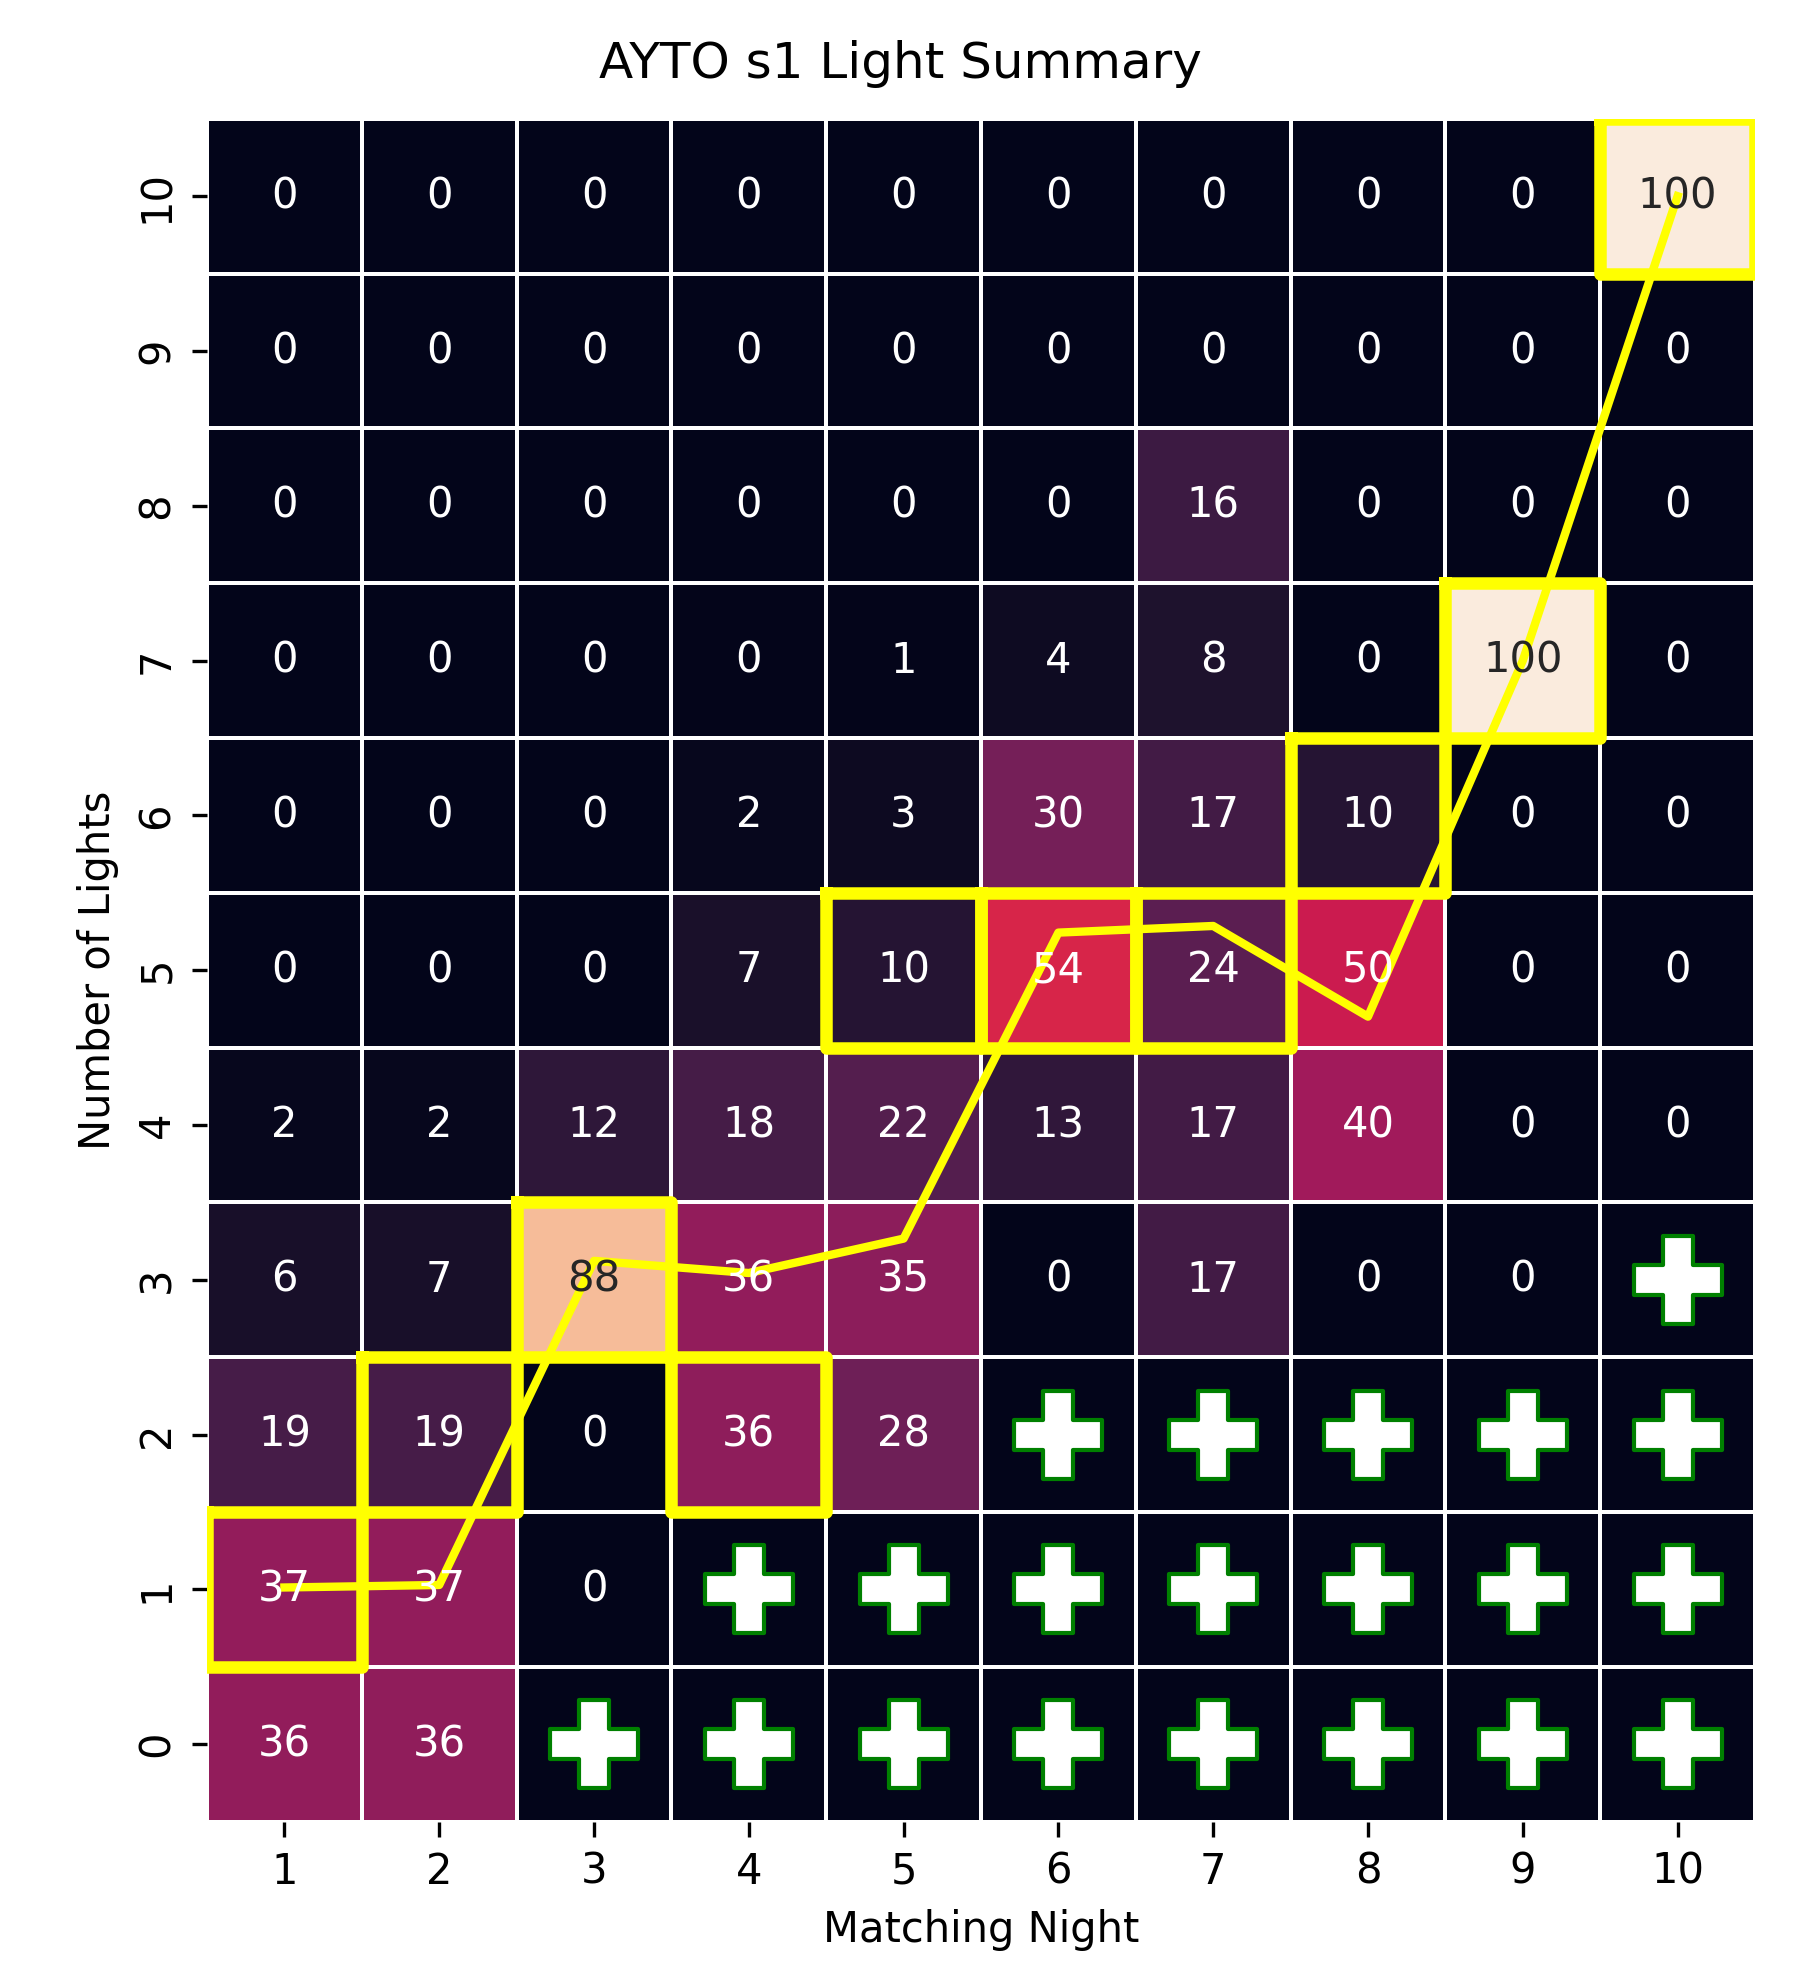 AYTO s1 Light Summary
10 0 0 0 0 0 0 0 0 0 100
9 0 0 0 0 0 0 0 0 0 0
8 0 0 0 0 0 0 16 0 0 0
7 0 0 0 0 1 4 8 0 100 0
6 0 0 0 2 3 30 17 10 0 0
5 0 0 0 7 10 54 24 50 0 0
4 2 2 12 18 22 13 17 40 0 0
3 6 7 88 36 35 0 17 0 0
2 19 19 0 36 28
1 37 37 0
0 36 36
1 2 3 4 5 6 7 8 9 10
Matching Night
Number of Lights